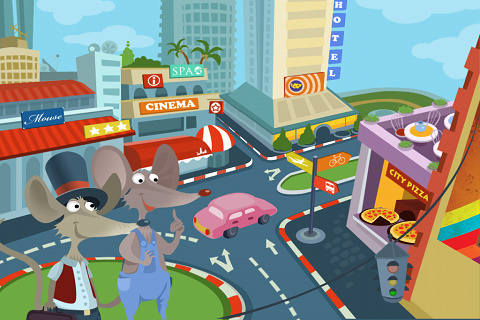 HOTEL
SPA
CINEMA
Mouse
CITY PIZZA